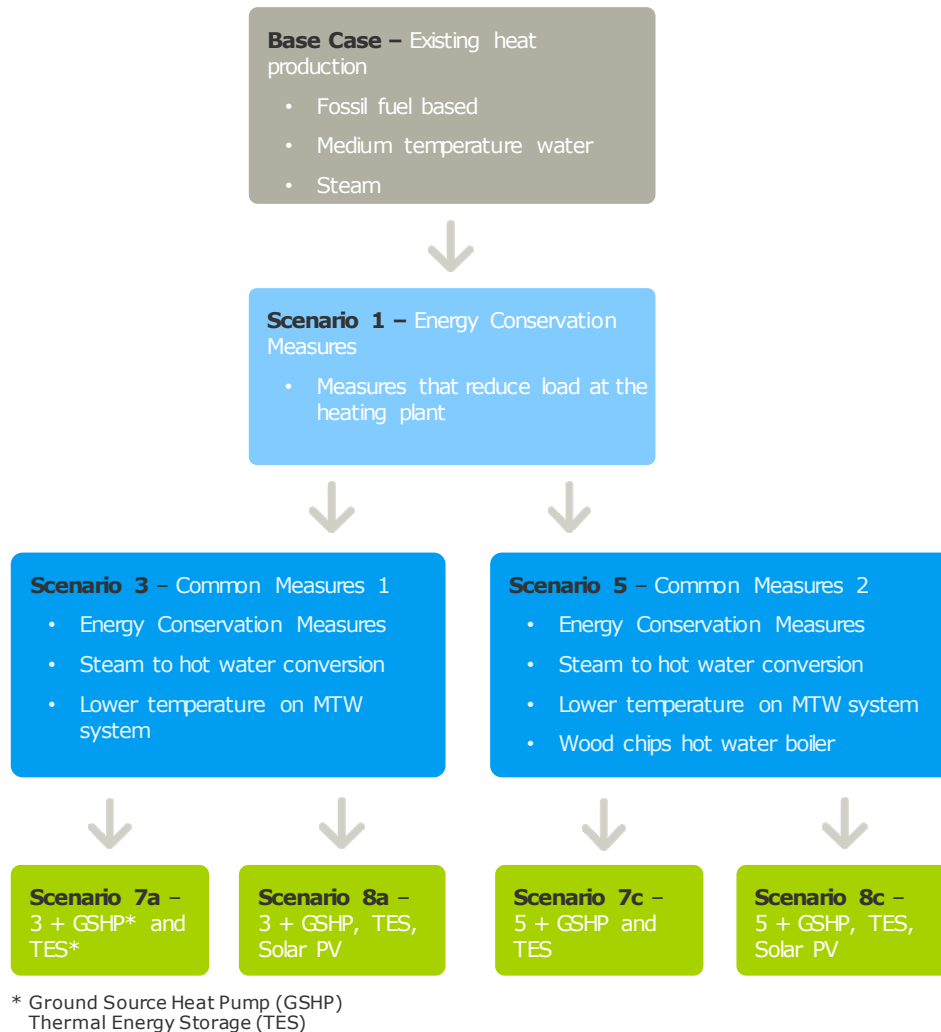 Base Case – Existing heat
production
• Fossil fuel based
• Medium temperature water
• Steam
Scenario 1 – Energy Conservation
Measures
• Measures that reduce load at the
heating plant
Scenario 3 – Common Measures 1
• Energy Conservation Measures
• Steam to hot water conversion
• Lower temperature on MTW
system
Scenario 5 – Common Measures 2
• Energy Conservation Measures
• Steam to hot water conversion
• Lower temperature on MTW system
• Wood chips hot water boiler
Scenario 7a –
3 + GSHP* and
TES*
Scenario 8a –
3 + GSHP, TES,
Solar PV
Scenario 7c –
5 + GSHP and
TES
Scenario 8c –
5 + GSHP, TES,
Solar PV
* Ground Source Heat Pump (GSHP)
Thermal Energy Storage (TES)